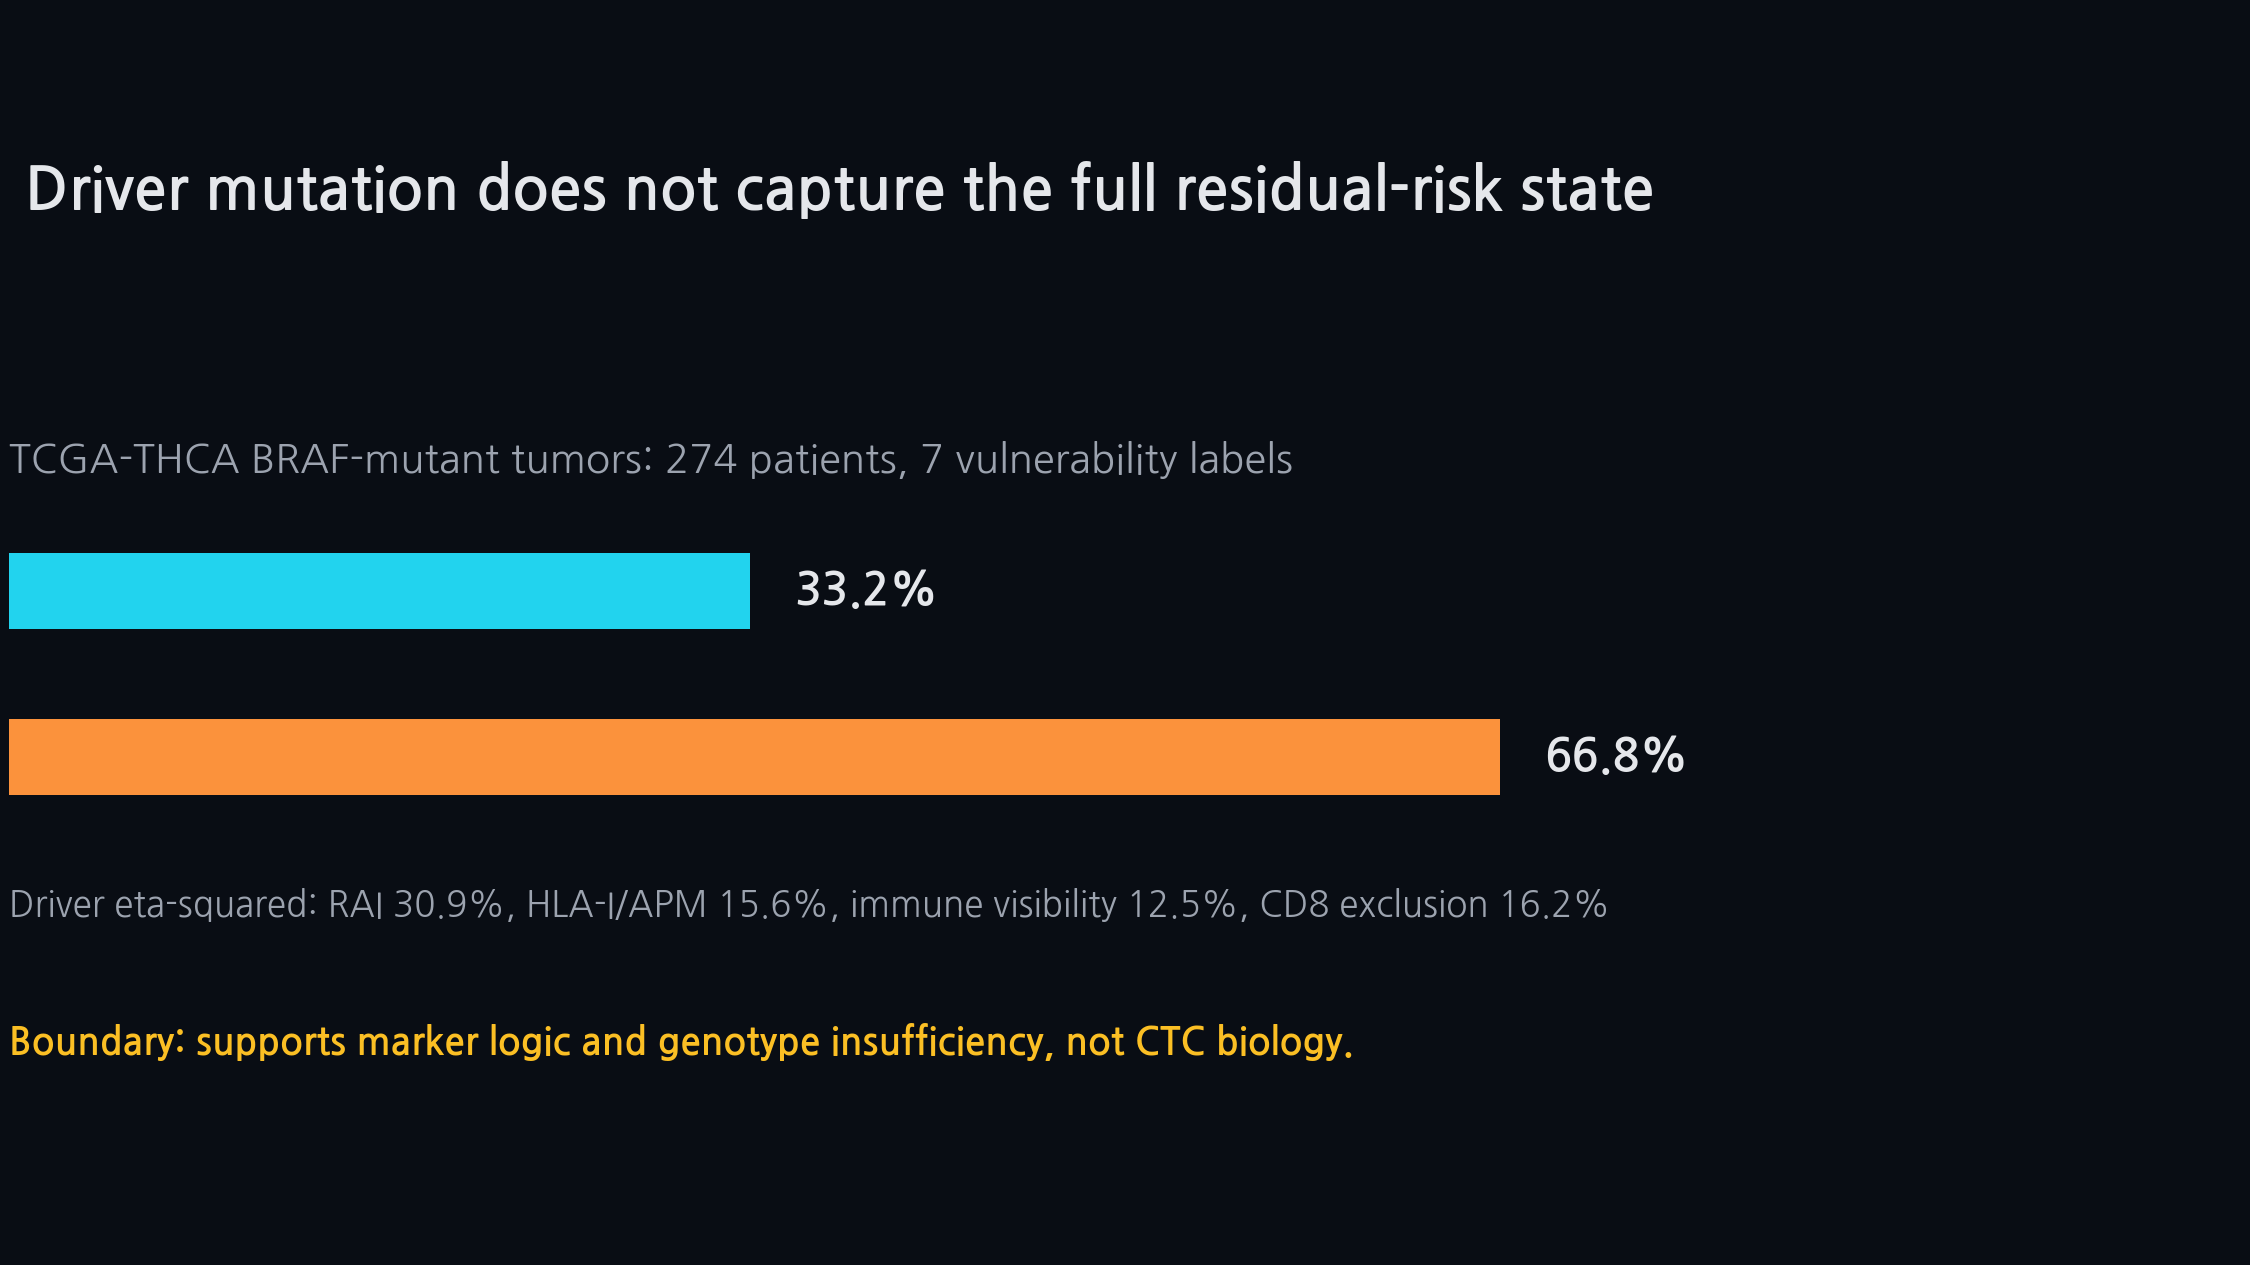 Driver mutation does not capture the full residual-risk state
TCGA-THCA BRAF-mutant tumors: 274 patients, 7 vulnerability labels
33.2%
66.8%
Driver eta-squared: RAI 30.9%, HLA-I/APM 15.6%, immune visibility 12.5%, CD8 exclusion 16.2%
Boundary: supports marker logic and genotype insufficiency, not CTC biology.